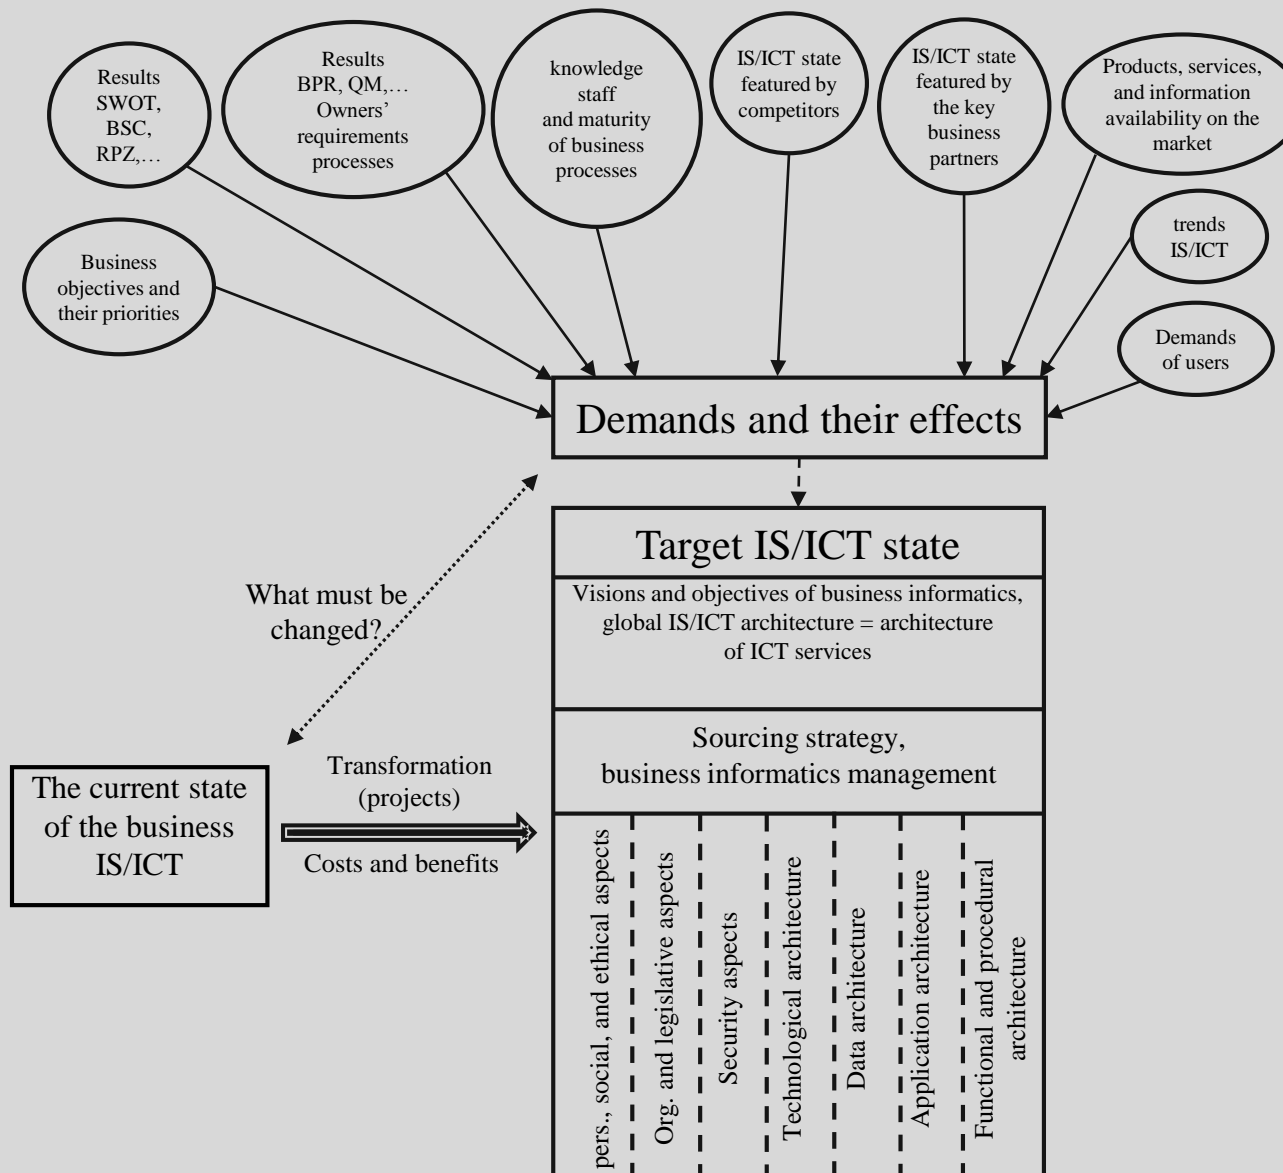 Results
SWOT,
BSC,
RPZ,…
Results
BPR, QM,…
Owners’
requirements
processes
knowledge
staff
and maturity
of business
processes
IS/ICT state
featured by
competitors
IS/ICT state
featured by
the key
business
partners
Products, services,
and information
availability on the
market
trends
IS/ICT
Business
objectives and
their priorities
Demands
of users
Demands and their effects
Target IS/ICT state
What must be
changed?
Visions and objectives of business informatics,
global IS/ICT architecture = architecture
of ICT services
Sourcing strategy,
business informatics management
The current state
of the business
IS/ICT
Transformation
(projects)
Costs and benefits
pers., social, and ethical aspects
Org. and legislative aspects
Security aspects
Technological architecture
Data architecture
Application architecture
Functional and procedural
architecture